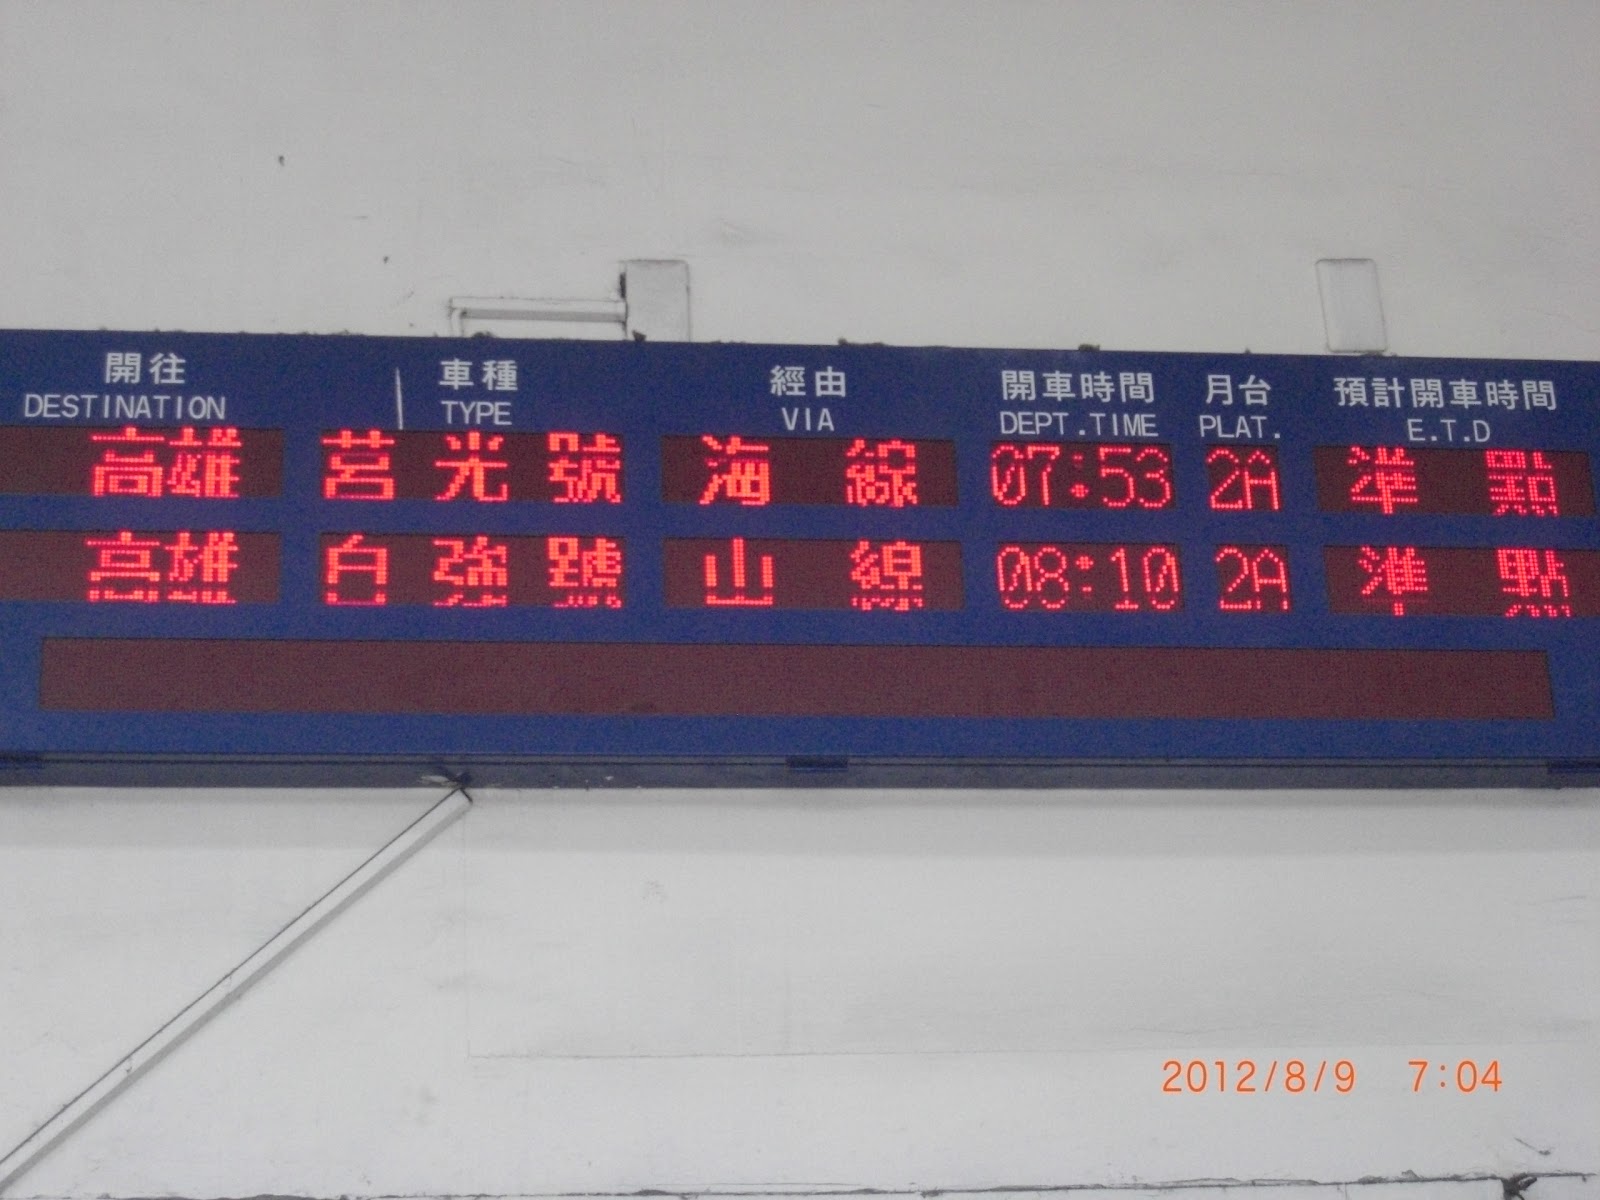 開往 車種 經由 開車時間 月台 預計開車時間
DESTINATION TYPE VIA DEPT.TIME PLAT. E.T.D
高雄 莒光號 海線 07:53 2A 準點
高雄 自強號 山線 08:10 2A 準點
2012/8/9 7:04